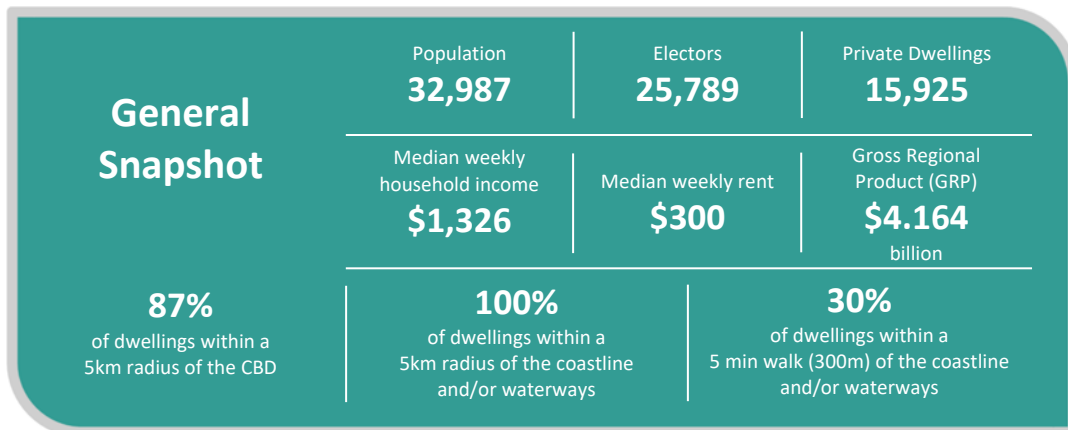 General
Snapshot
Population
32,987
Electors
25,789
Private Dwellings
15,925
Median weekly
household income
$1,326
Median weekly rent
$300
Gross Regional
Product (GRP)
$4.164
billion
87%
of dwellings within a
5km radius of the CBD
100%
of dwellings within a
5km radius of the coastline
and/or waterways
30%
of dwellings within a
5 min walk (300m) of the coastline
and/or waterways